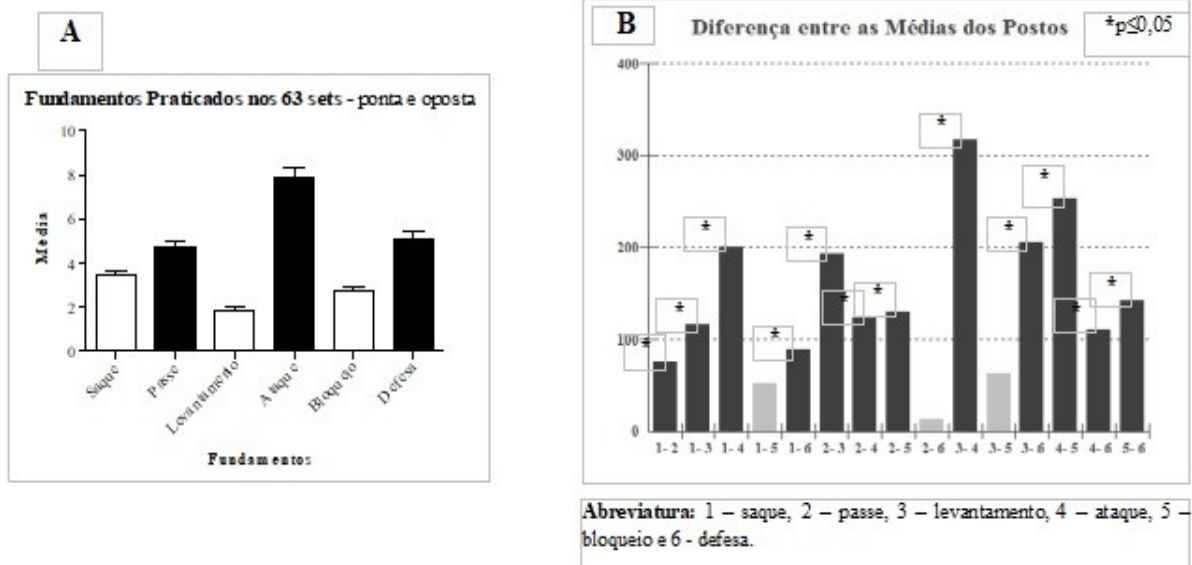 A
Fundamentos Praticados nos 63 sets - ponta e oposta
10
8
6
4
2
0
Média
Saque
Passe
Levantamento
Ataque
Bloqueio
Defesa
Fundamentos
B
Diferença entre as Médias dos Postos
*p≤0,05
400
300
200
100
0
* * * * * * * * * * * * *
1-2 1-3 1-4 1-5 1-6 2-3 2-4 2-5 2-6 3-4 3-5 3-6 4-5 4-6 5-6
Abreviatura: 1 – saque, 2 – passe, 3 – levantamento, 4 – ataque, 5 –
bloqueio e 6 - defesa.